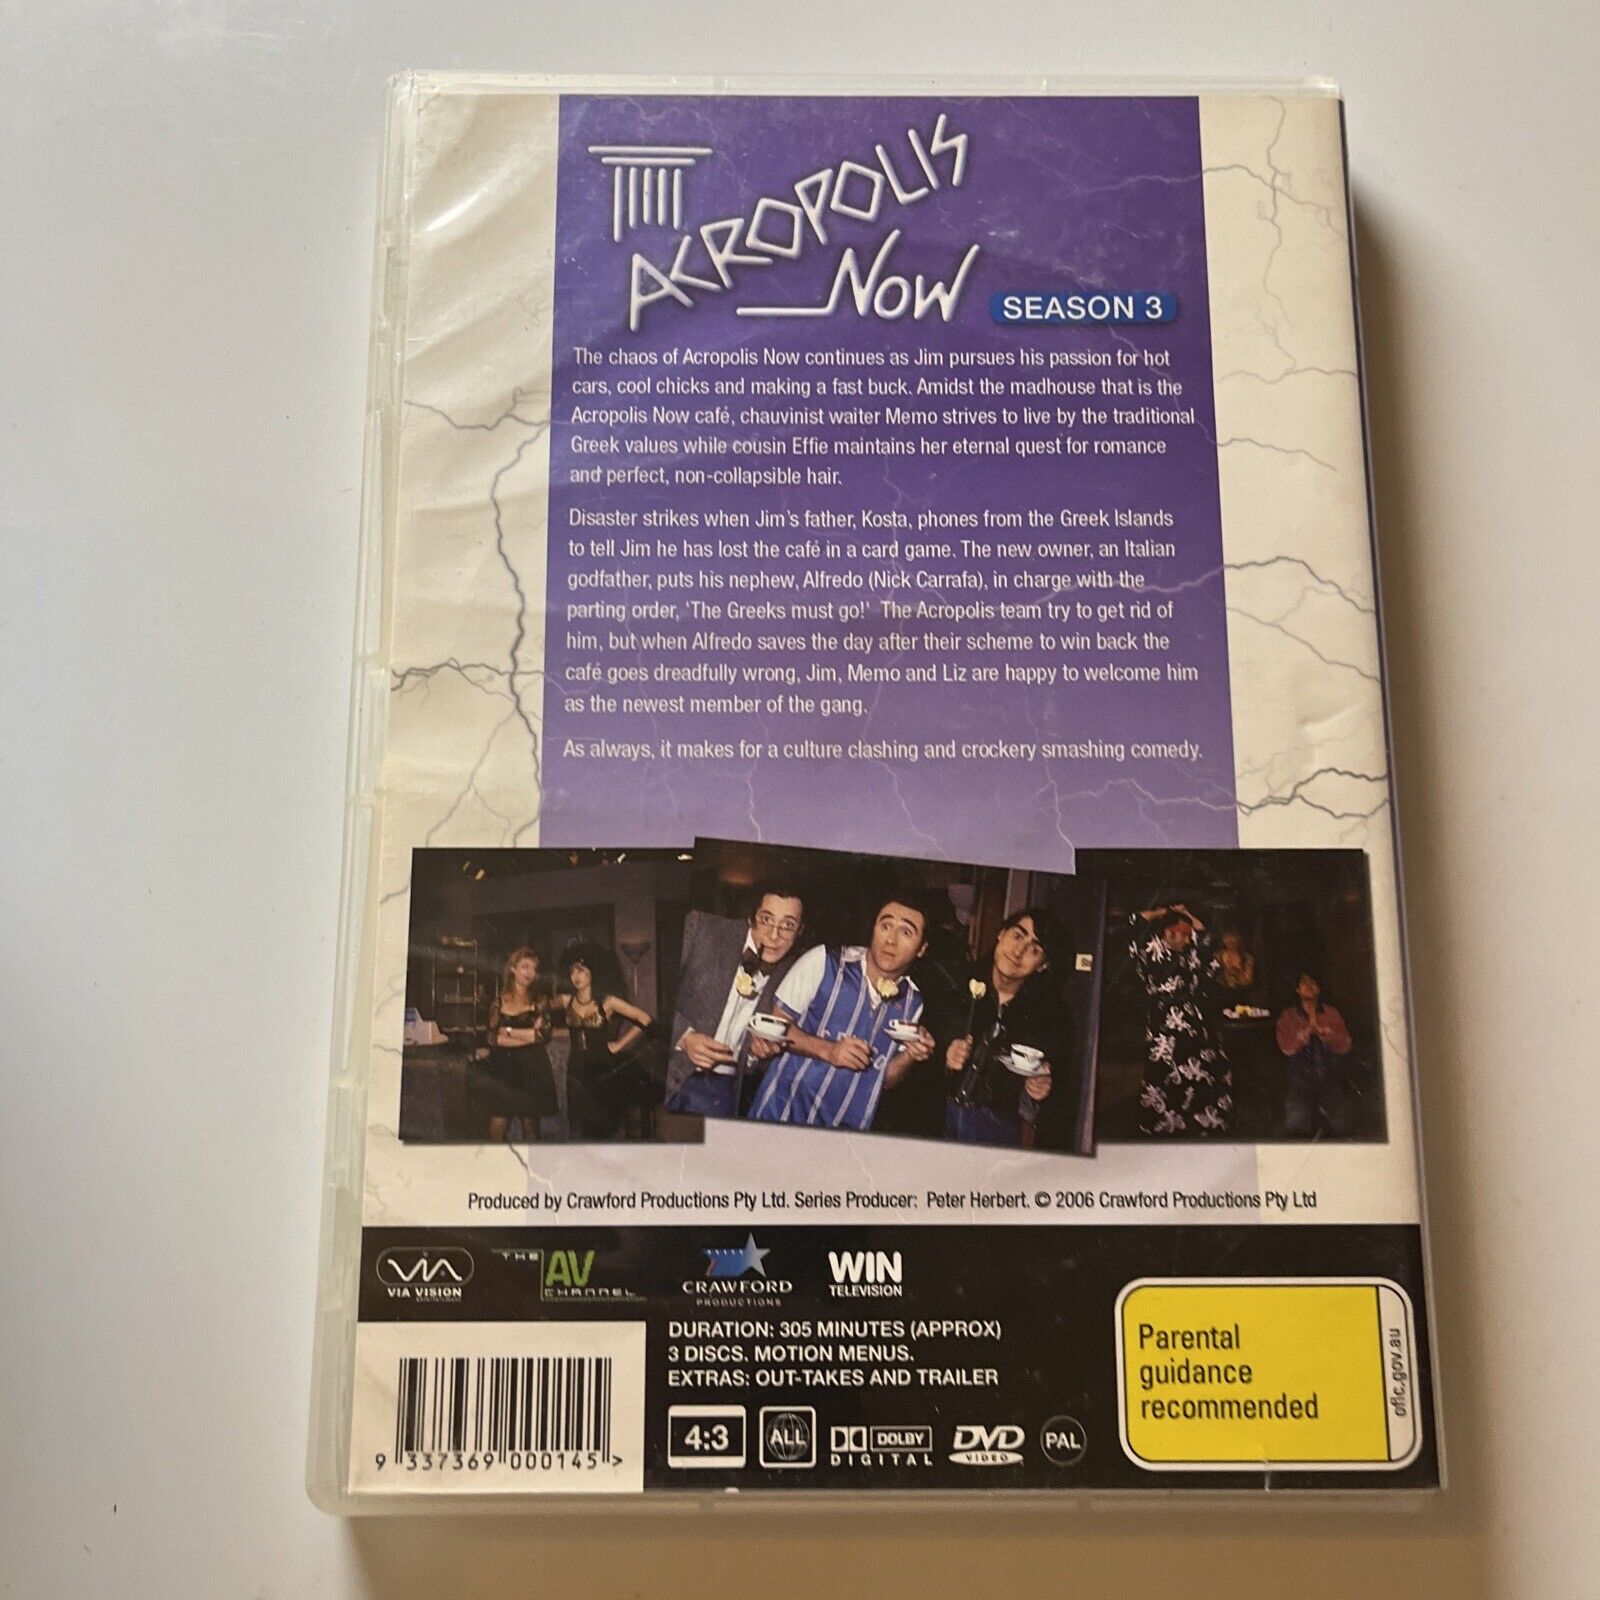 ACROPOLIS
NOW
SEASON 3
The chaos of Acropolis Now continues as Jim pursues his passion for hot
cars, cool chicks and making a fast buck. Amidst the madhouse that is the
Acropolis Now café, chauvinist waiter Memo strives to live by the traditional
Greek values while cousin Effie maintains her eternal quest for romance
and perfect, non-collapsible hair.
Disaster strikes when Jim's father, Kosta, phones from the Greek Islands
to tell Jim he has lost the café in a card game. The new owner, an Italian
godfather, puts his nephew, Alfredo (Nick Carrafa), in charge with the
parting order, 'The Greeks must go!' The Acropolis team try to get rid of
him, but when Alfredo saves the day after their scheme to win back the
café goes dreadfully wrong, Jim, Memo and Liz are happy to welcome him
as the newest member of the gang.
As always, it makes for a culture clashing and crockery smashing comedy.
Produced by Crawford Productions Pty Ltd. Series Producer: Peter Herbert. © 2006 Crawford Productions Pty Ltd
VIA
VIA VISION
ENTERTAINMENT
THE AV
CHANNEL
CRAWFORD
PRODUCTIONS
WIN
TELEVISION
DURATION: 305 MINUTES (APPROX)
3 DISCS. MOTION MENUS.
EXTRAS: OUT-TAKES AND TRAILER
4:3
ALL
DOLBY
DIGITAL
DVD
VIDEO
PAL
Parental
guidance
recommended
oflc.gov.au
9 337369 000145 >